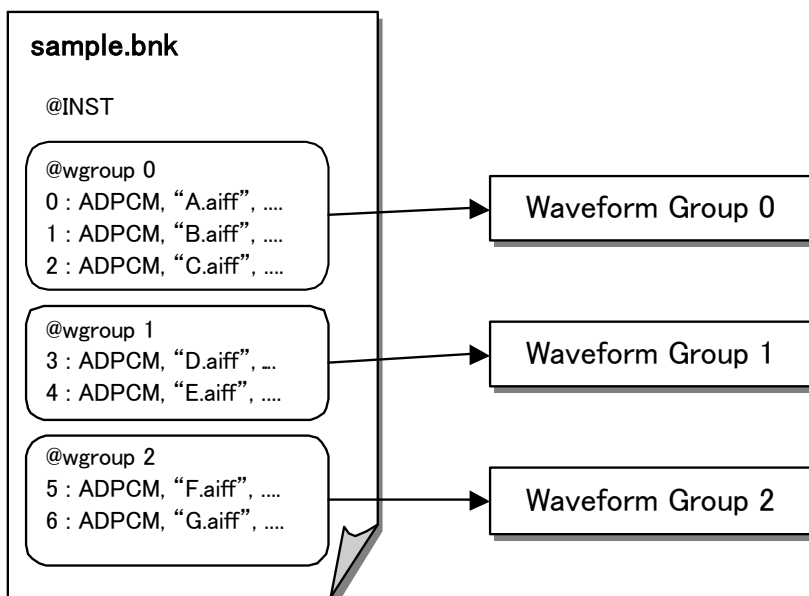 sample.bnk
@INST
@wgroup 0
0 : ADPCM, “A.aiff”, ....
1 : ADPCM, “B.aiff”, ....
2 : ADPCM, “C.aiff”, ....
Waveform Group 0
@wgroup 1
3 : ADPCM, “D.aiff”, ....
4 : ADPCM, “E.aiff”, ....
Waveform Group 1
@wgroup 2
5 : ADPCM, “F.aiff”, ....
6 : ADPCM, “G.aiff”, ....
Waveform Group 2